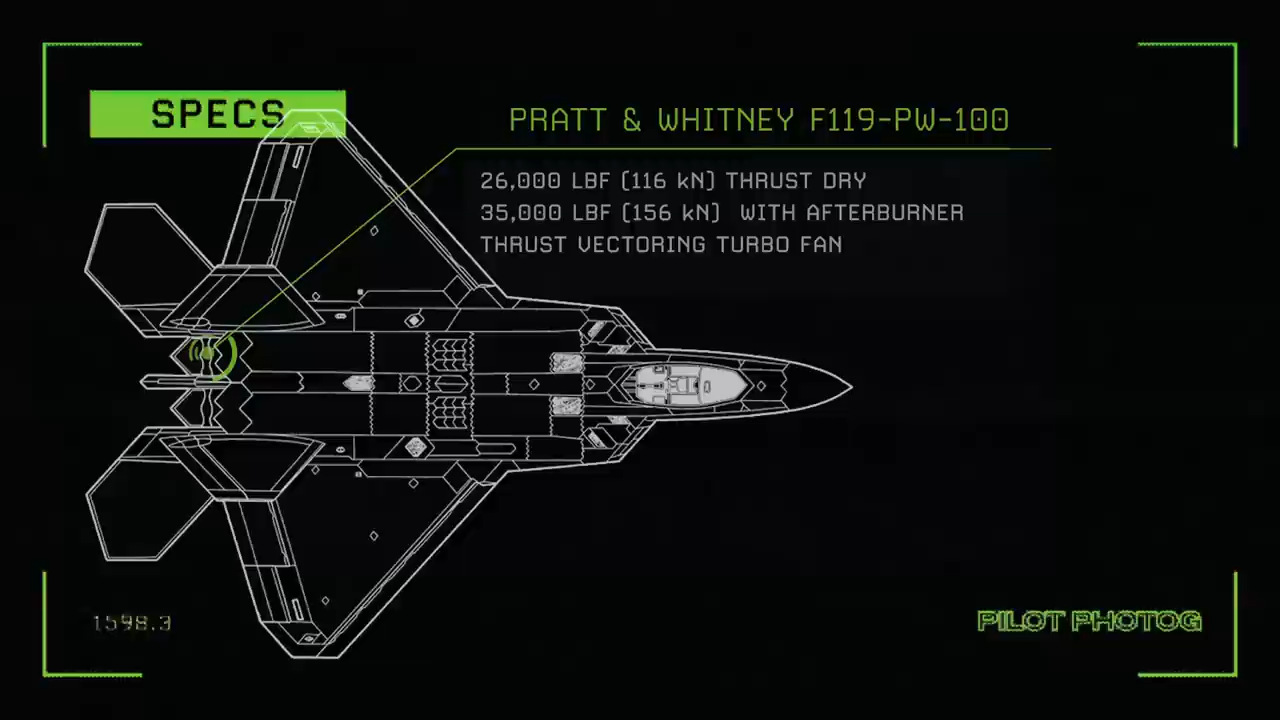 SPECS
PRATT & WHITNEY F119-PW-100
26,000 LBF (116 kN) THRUST DRY
35,000 LBF (156 kN) WITH AFTERBURNER
THRUST VECTORING TURBO FAN
1598.3
PILOT PHOTOG